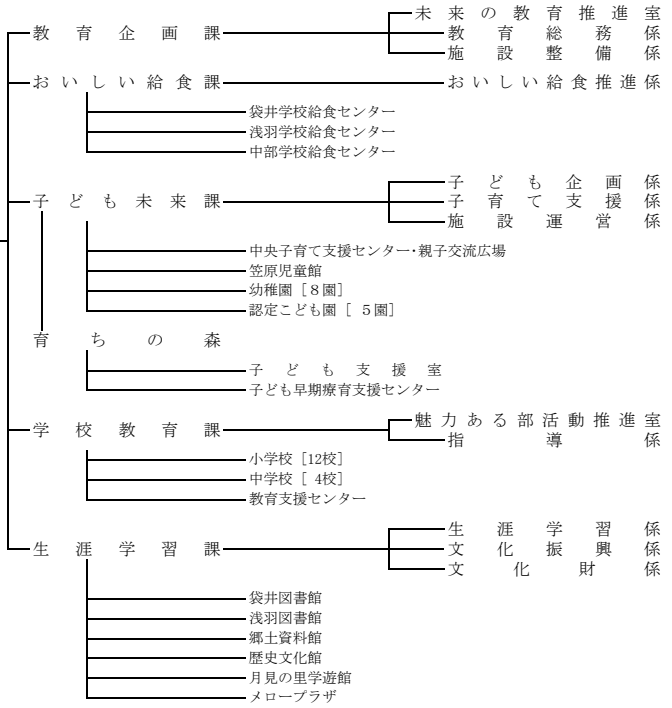 未来の教育推進室
教育企画課 教育総務係
施設整備係
おいしい給食課 おいしい給食推進係
袋井学校給食センター
浅羽学校給食センター
中部学校給食センター
子ども企画係
子ども未来課 子育て支援係
施設運営係
中央子育て支援センター・親子交流広場
笠原児童館
幼稚園［8園］
認定こども園［ 5園］
育ちの森
子ども支援室
子ども早期療育支援センター
魅力ある部活動推進室
学校教育課
指導係
小学校［12校］
中学校［ 4校］
教育支援センター
生涯学習係
生涯学習課 文化振興係
文化財係
袋井図書館
浅羽図書館
郷土資料館
歴史文化館
月見の里学遊館
メロープラザ